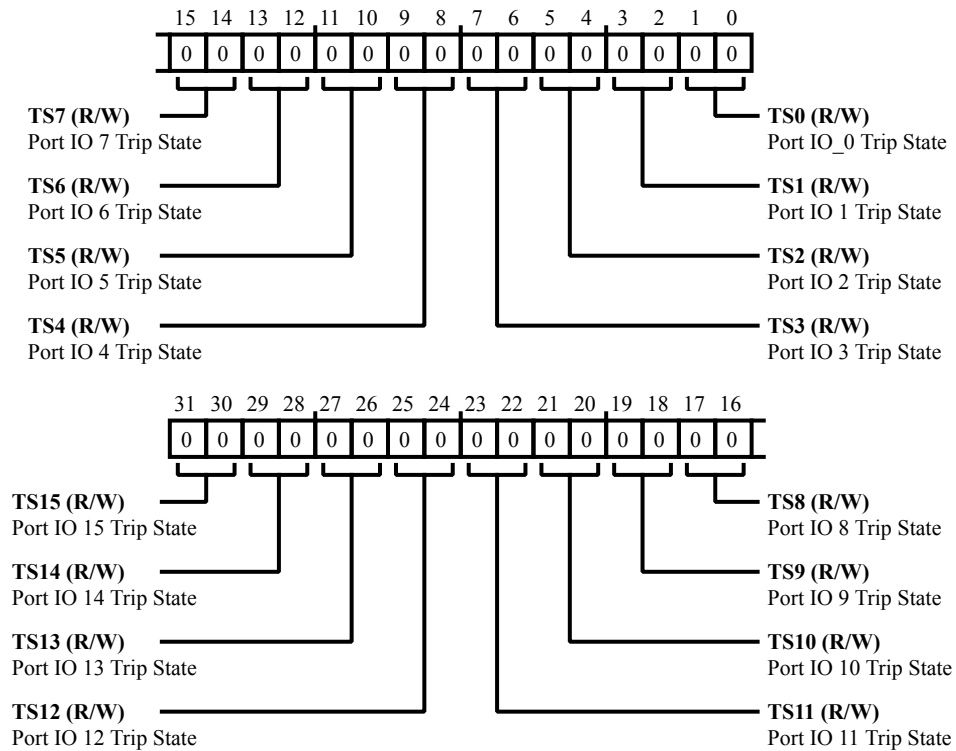 15 14 13 12 11 10 9 8 7 6 5 4 3 2 1 0
0 0 0 0 0 0 0 0 0 0 0 0 0 0 0 0
TS7 (R/W)
Port IO 7 Trip State
TS0 (R/W)
Port IO_0 Trip State
TS6 (R/W)
Port IO 6 Trip State
TS1 (R/W)
Port IO 1 Trip State
TS5 (R/W)
Port IO 5 Trip State
TS2 (R/W)
Port IO 2 Trip State
TS4 (R/W)
Port IO 4 Trip State
TS3 (R/W)
Port IO 3 Trip State
31 30 29 28 27 26 25 24 23 22 21 20 19 18 17 16
0 0 0 0 0 0 0 0 0 0 0 0 0 0 0 0
TS15 (R/W)
Port IO 15 Trip State
TS8 (R/W)
Port IO 8 Trip State
TS14 (R/W)
Port IO 14 Trip State
TS9 (R/W)
Port IO 9 Trip State
TS13 (R/W)
Port IO 13 Trip State
TS10 (R/W)
Port IO 10 Trip State
TS12 (R/W)
Port IO 12 Trip State
TS11 (R/W)
Port IO 11 Trip State